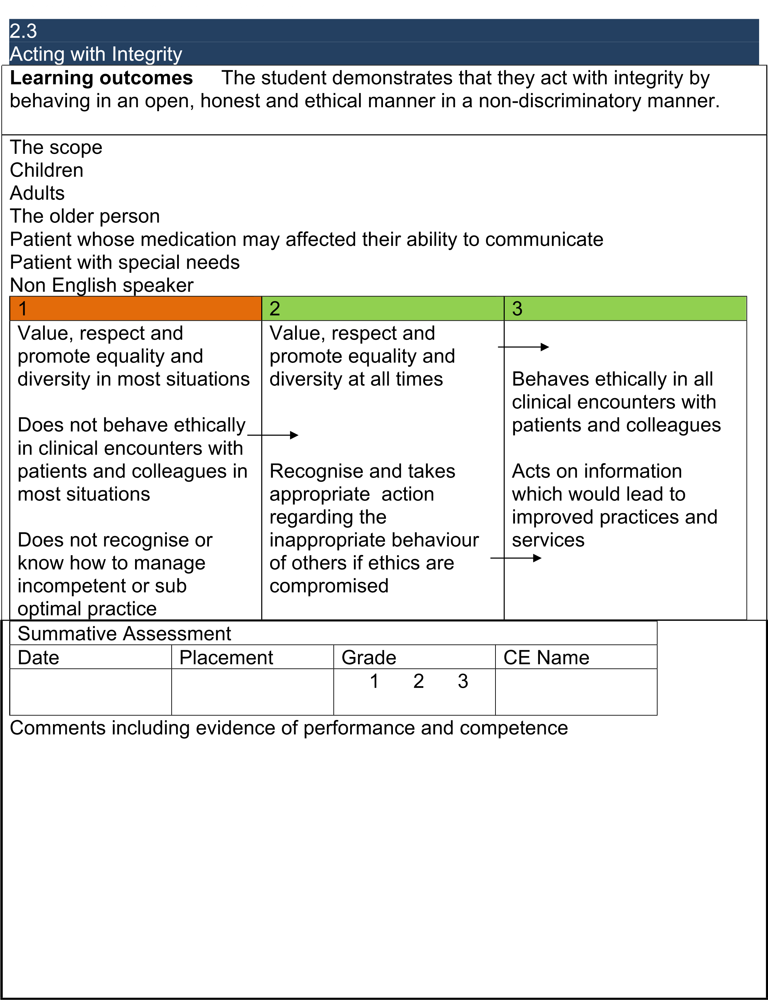 2.3
Acting with Integrity
Learning outcomes The student demonstrates that they act with integrity by
behaving in an open, honest and ethical manner in a non-discriminatory manner.
The scope
Children
Adults
The older person
Patient whose medication may affected their ability to communicate
Patient with special needs
Non English speaker
1
Value, respect and
promote equality and
diversity in most situations
Does not behave ethically
in clinical encounters with
patients and colleagues in
most situations
Does not recognise or
know how to manage
incompetent or sub
optimal practice
2
Value, respect and
promote equality and
diversity at all times
Recognise and takes
appropriate action
regarding the
inappropriate behaviour
of others if ethics are
compromised
3
Behaves ethically in all
clinical encounters with
patients and colleagues
Acts on information
which would lead to
improved practices and
services
Summative Assessment
Date Placement Grade CE Name
1 2 3
Comments including evidence of performance and competence